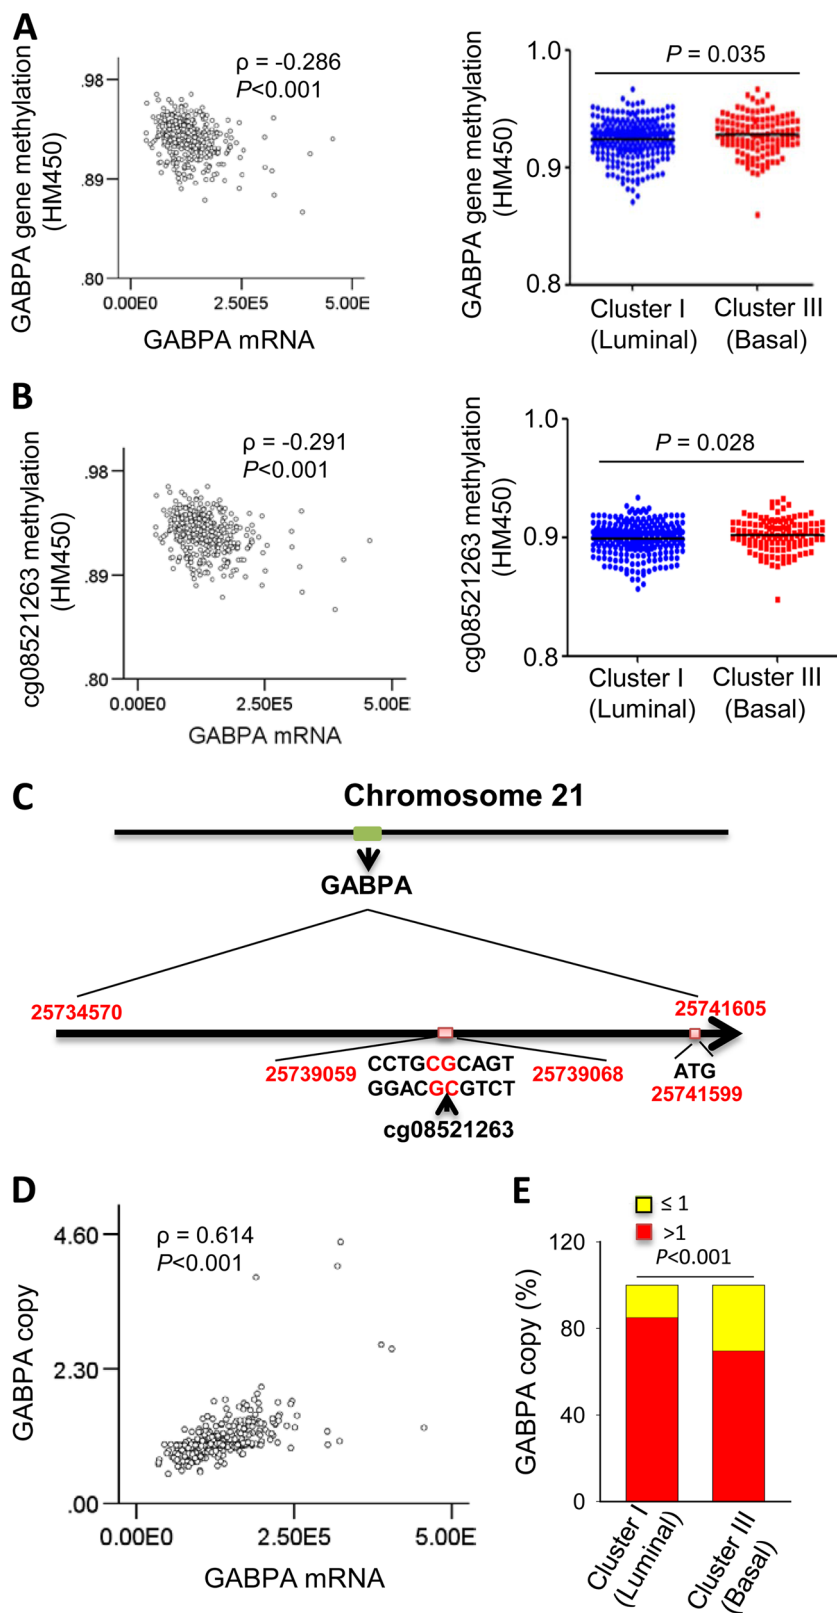 A
ρ = -0.286
P<0.001
.98
.89
.80
GABPA gene methylation
(HM450)
0.00E0 2.50E5 5.00E
GABPA mRNA
P = 0.035
1.0
0.9
0.8
GABPA gene methylation
(HM450)
Cluster I Cluster III
(Luminal) (Basal)
B
ρ = -0.291
P<0.001
.98
.89
.80
cg08521263 methylation
(HM450)
0.00E0 2.50E5 5.00E
GABPA mRNA
P = 0.028
1.0
0.9
0.8
cg08521263 methylation
(HM450)
Cluster I Cluster III
(Luminal) (Basal)
C
Chromosome 21
GABPA
25734570 25741605
25739059 CCTGCGCAGT 25739068 ATG
GGACGCGTCT 25741599
cg08521263
D
ρ = 0.614
P<0.001
4.60
2.30
.00
GABPA copy
0.00E0 2.50E5 5.00E
GABPA mRNA
E
≤ 1
>1
P<0.001
120
80
40
0
GABPA copy (%)
Cluster I
(Luminal)
Cluster III
(Basal)